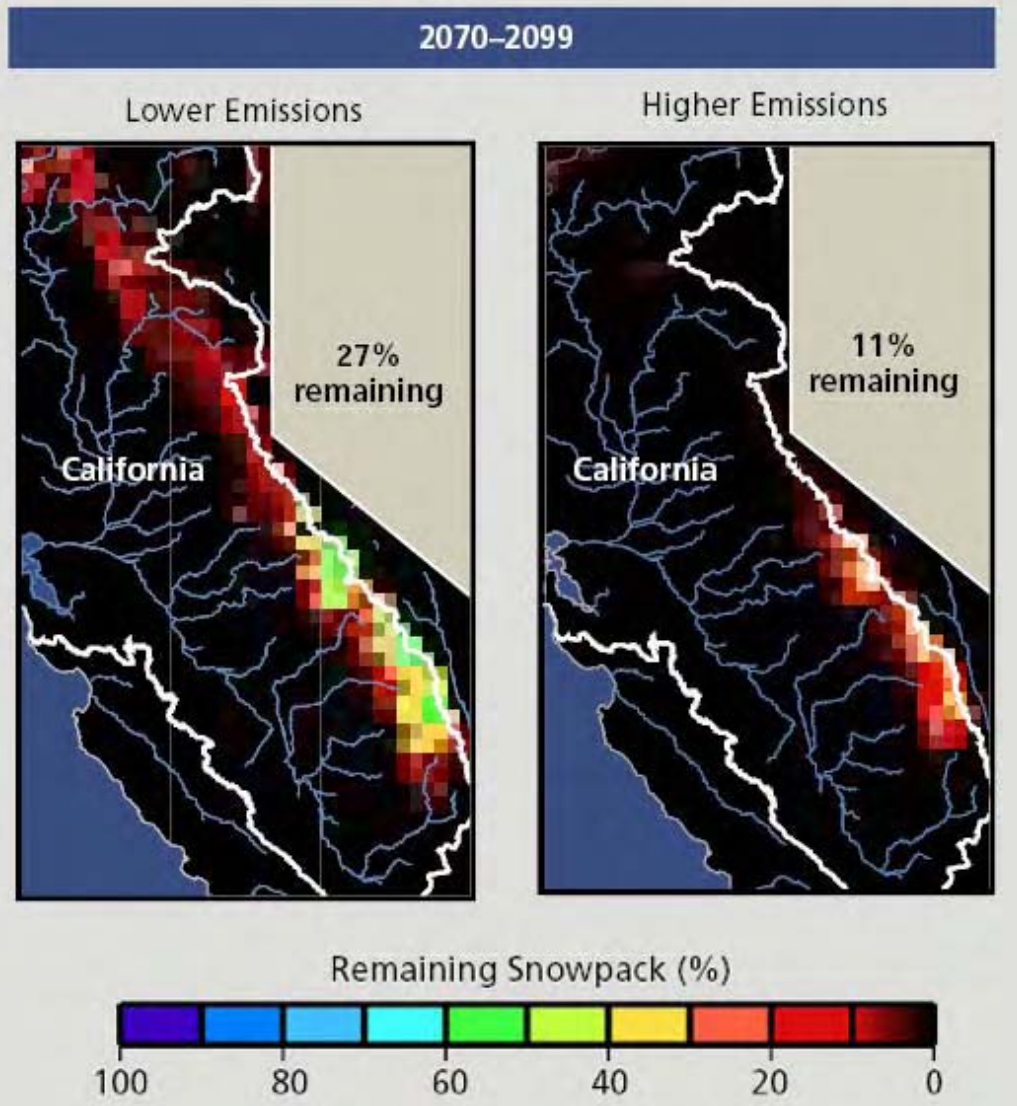 2070–2099
Lower Emissions
Higher Emissions
27%
remaining
California
11%
remaining
California
Remaining Snowpack (%)
100 80 60 40 20 0